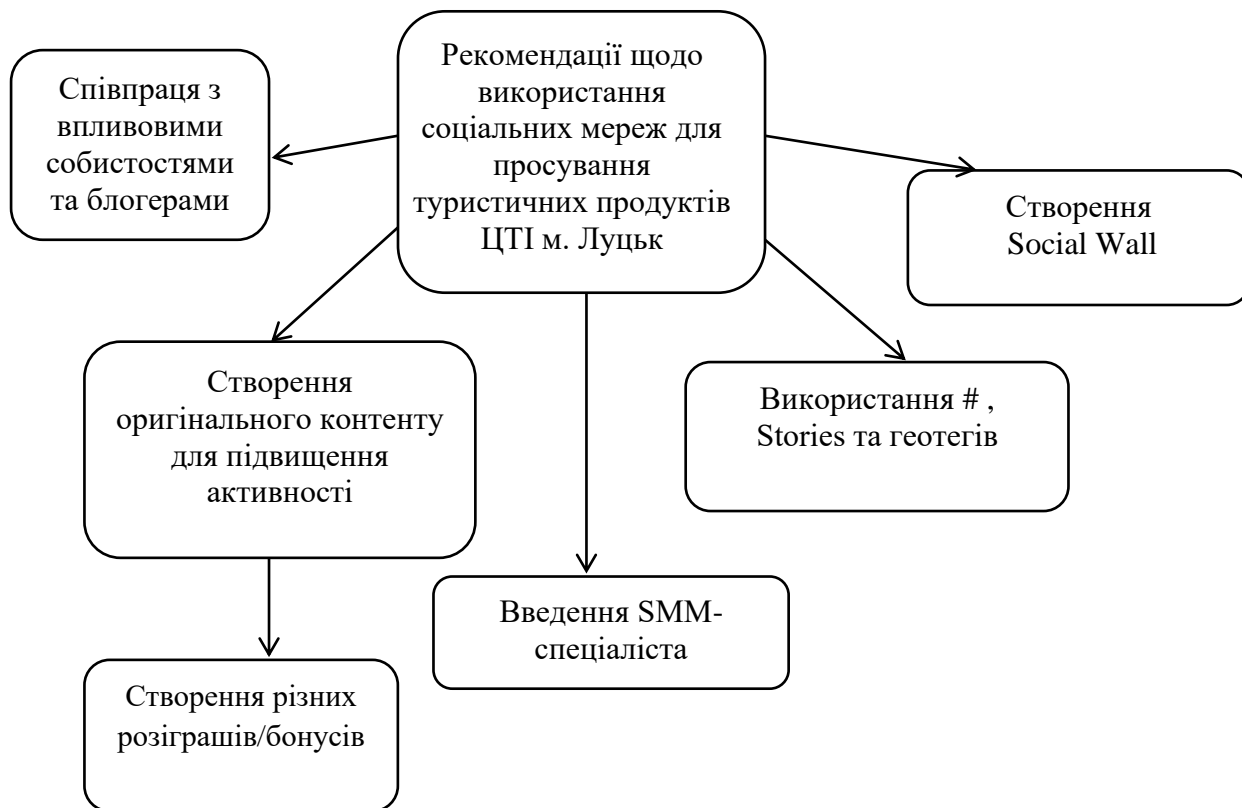 Рекомендації щодо
використання
соціальних мереж для
просування
туристичних продуктів
ЦТІ м. Луцьк
Співпраця з
впливовими
собистостями
та блогерами
Створення
Social Wall
Створення
оригінального контенту
для підвищення
активності
Використання # ,
Stories та геотегів
Введення SMM-
спеціаліста
Створення різних
розіграшів/бонусів